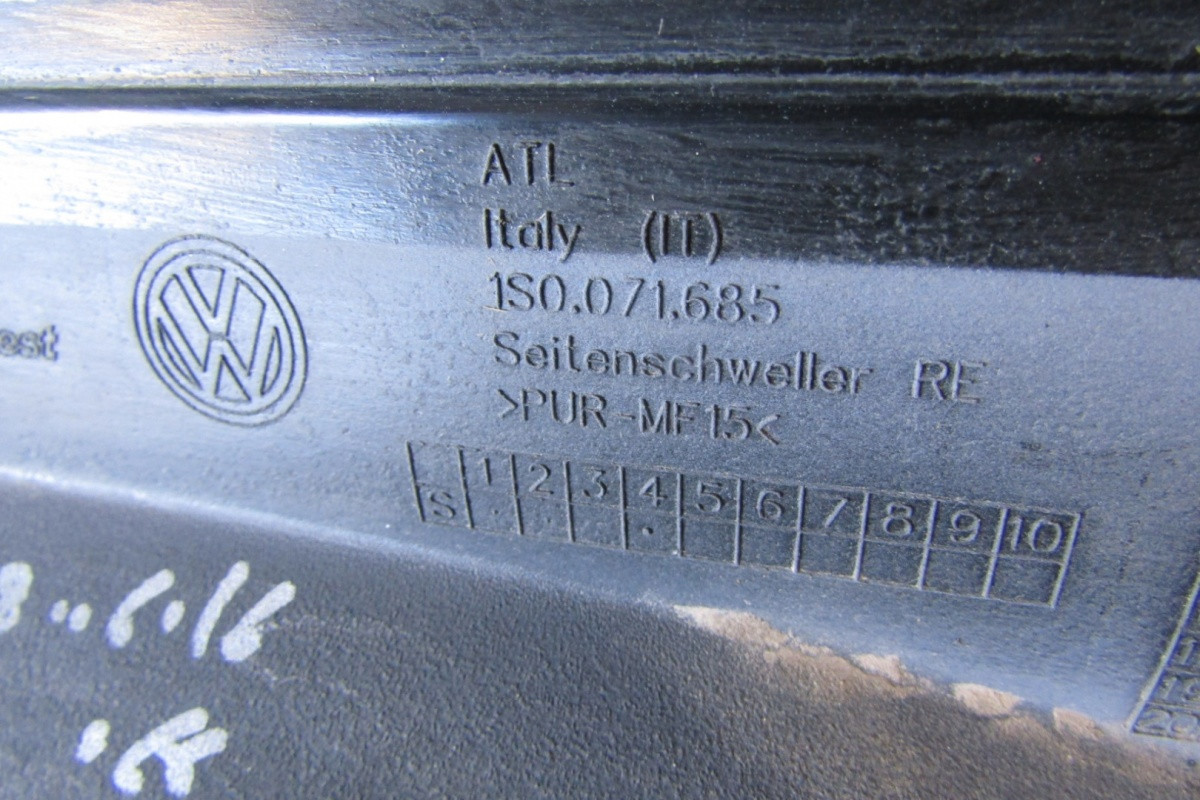 ATL
Italy (IT)
1S0.071.685
Seitenschweller RE
>PUR-MF15<
1 2 3 4 5 6 7 8 9 10
S